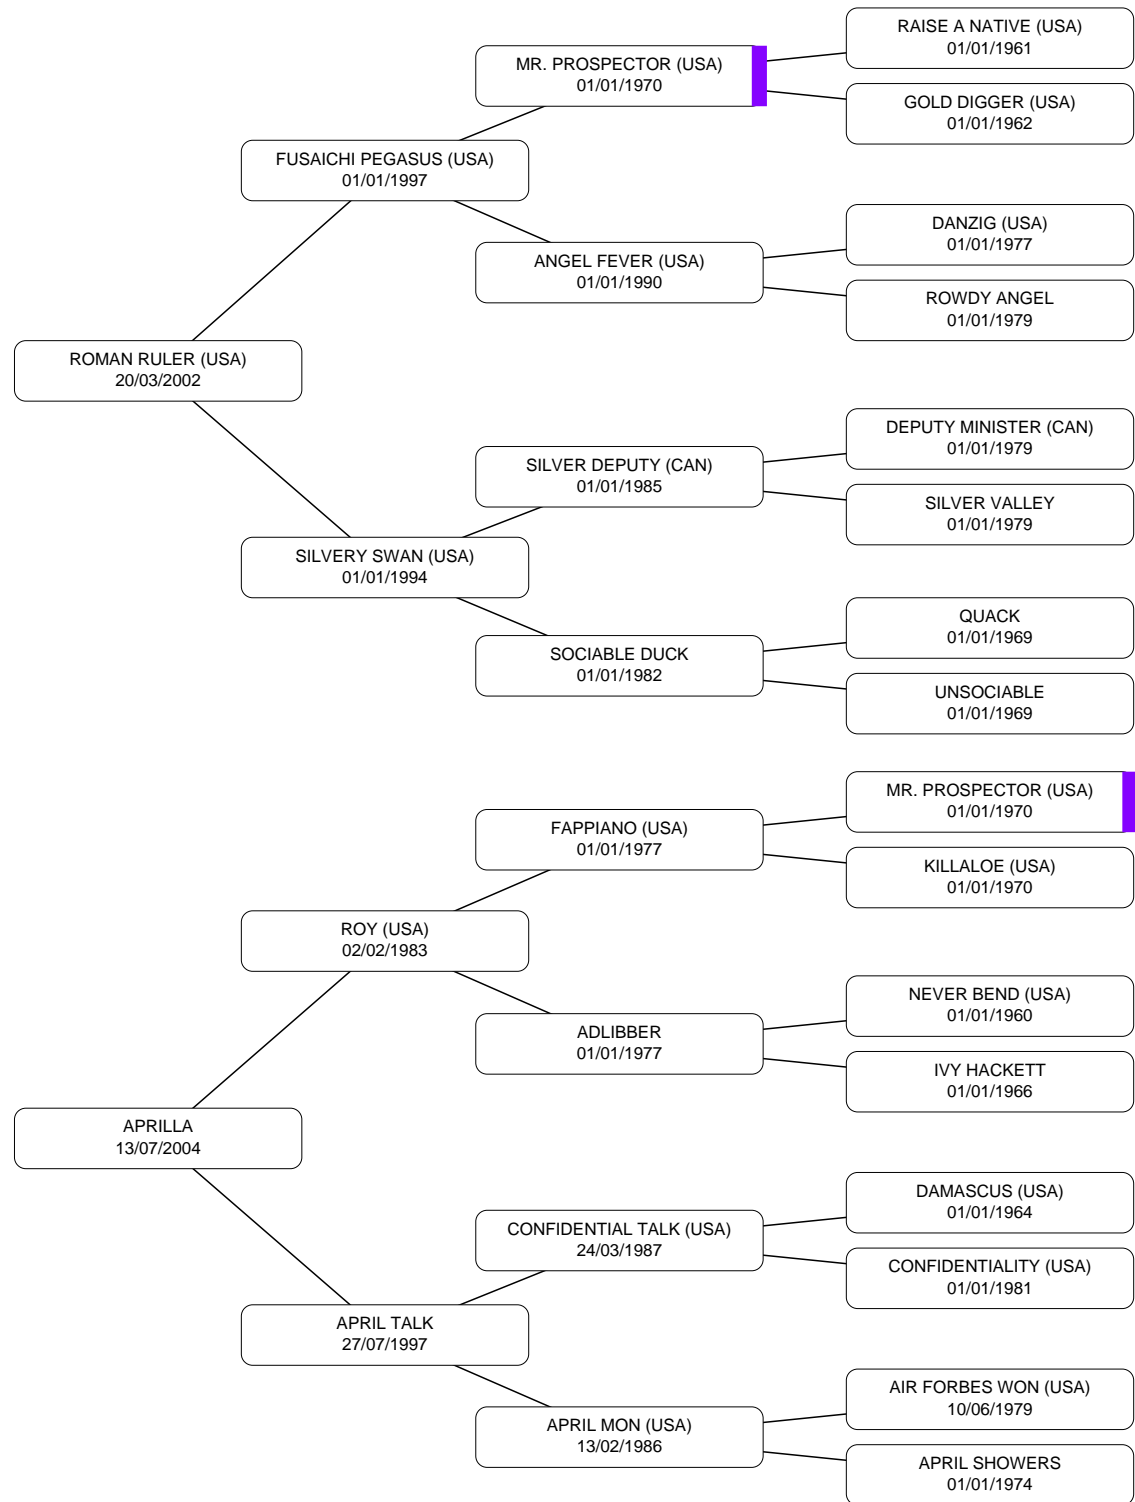 RAISE A NATIVE (USA)
01/01/1961
MR. PROSPECTOR (USA)
01/01/1970
GOLD DIGGER (USA)
01/01/1962
FUSAICHI PEGASUS (USA)
01/01/1997
DANZIG (USA)
01/01/1977
ANGEL FEVER (USA)
01/01/1990
ROWDY ANGEL
01/01/1979
ROMAN RULER (USA)
20/03/2002
DEPUTY MINISTER (CAN)
01/01/1979
SILVER DEPUTY (CAN)
01/01/1985
SILVER VALLEY
01/01/1979
SILVERY SWAN (USA)
01/01/1994
QUACK
01/01/1969
SOCIABLE DUCK
01/01/1982
UNSOCIABLE
01/01/1969
MR. PROSPECTOR (USA)
01/01/1970
FAPPIANO (USA)
01/01/1977
KILLALOE (USA)
01/01/1970
ROY (USA)
02/02/1983
NEVER BEND (USA)
01/01/1960
ADLIBBER
01/01/1977
IVY HACKETT
01/01/1966
APRILLA
13/07/2004
DAMASCUS (USA)
01/01/1964
CONFIDENTIAL TALK (USA)
24/03/1987
CONFIDENTIALITY (USA)
01/01/1981
APRIL TALK
27/07/1997
AIR FORBES WON (USA)
10/06/1979
APRIL MON (USA)
13/02/1986
APRIL SHOWERS
01/01/1974